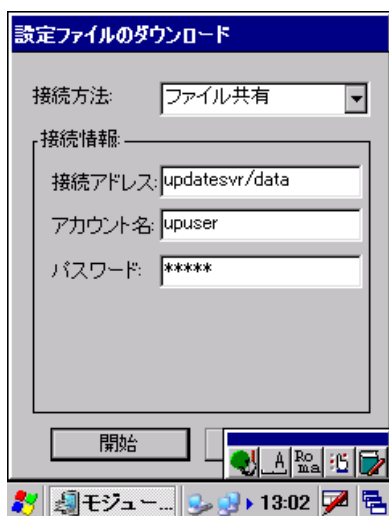 設定ファイルのダウンロード
接続方法: ファイル共有
接続情報:
接続アドレス: updatesvr/data
アカウント名: upuser
パスワード: *****
開始
A Ro ma
モジュー... 13:02